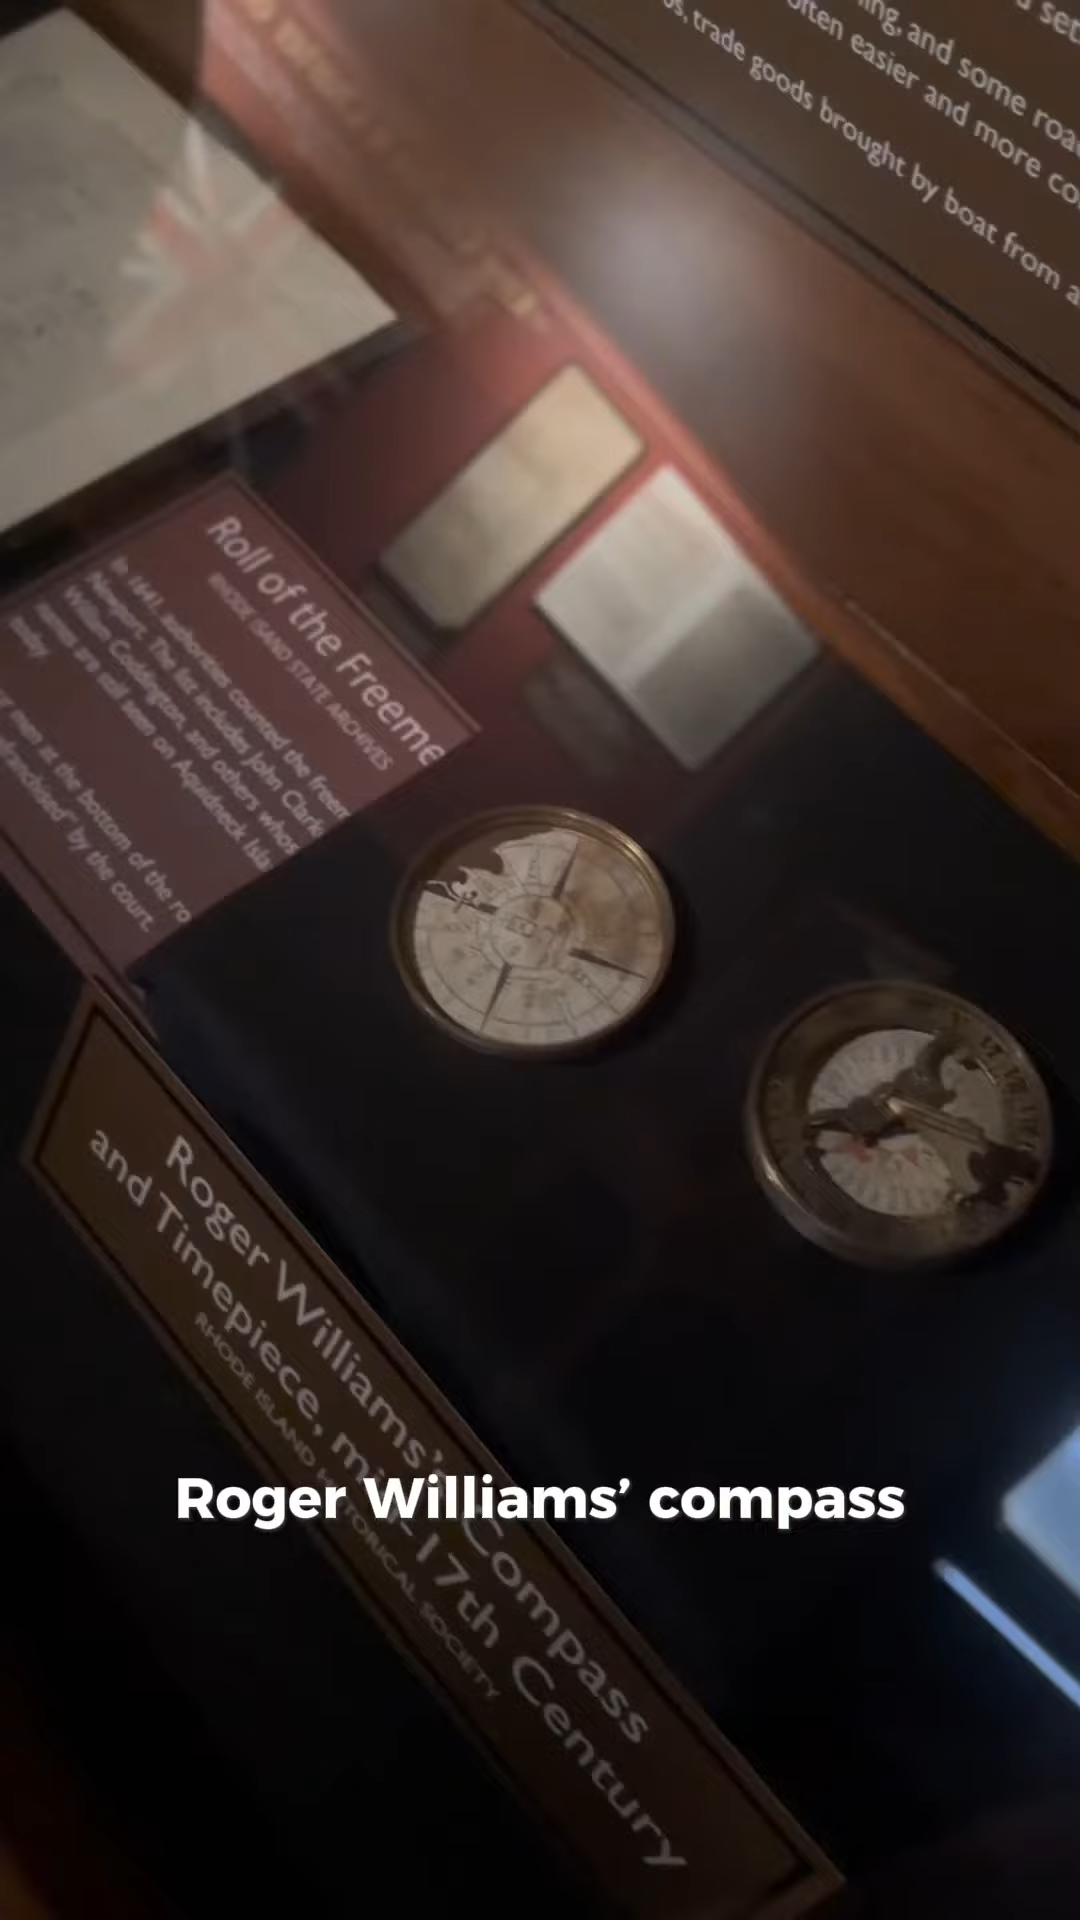 d set
ing, and some roa
often easier and more co
os, trade goods brought by boat from a
Roll of the Freeme
RHODE ISLAND STATE ARCHIVES
In 1641, authorities counted the freem
Newport. The list includes John Clark
William Coddington, and others whos
names are still seen on Aquidneck Isla
today.
men at the bottom of the ro
franchised" by the court.
Roger Williams' Compass
and Timepiece, mid-17th Century
RHODE ISLAND HISTORICAL SOCIETY
Roger Williams' compass